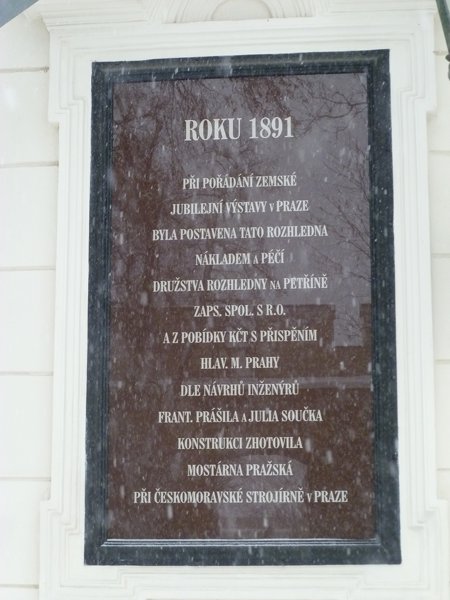 ROKU 1891
PŘI POŘÁDÁNÍ ZEMSKÉ
JUBILEJNÍ VÝSTAVY V PRAZE
BYLA POSTAVENA TATO ROZHLEDNA
NÁKLADEM A PÉČÍ
DRUŽSTVA ROZHLEDNY NA PETŘÍNĚ
ZAPS. SPOL. S R.O.
A Z POBÍDKY KČT S PŘISPĚNÍM
HLAV. M. PRAHY
DLE NÁVRHŮ INŽENÝRŮ
FRANT. PRÁŠILA A JULIA SOUČKA
KONSTRUKCI ZHOTOVILA
MOSTÁRNA PRAŽSKÁ
PŘI ČESKOMORAVSKÉ STROJÍRNĚ V PRAZE